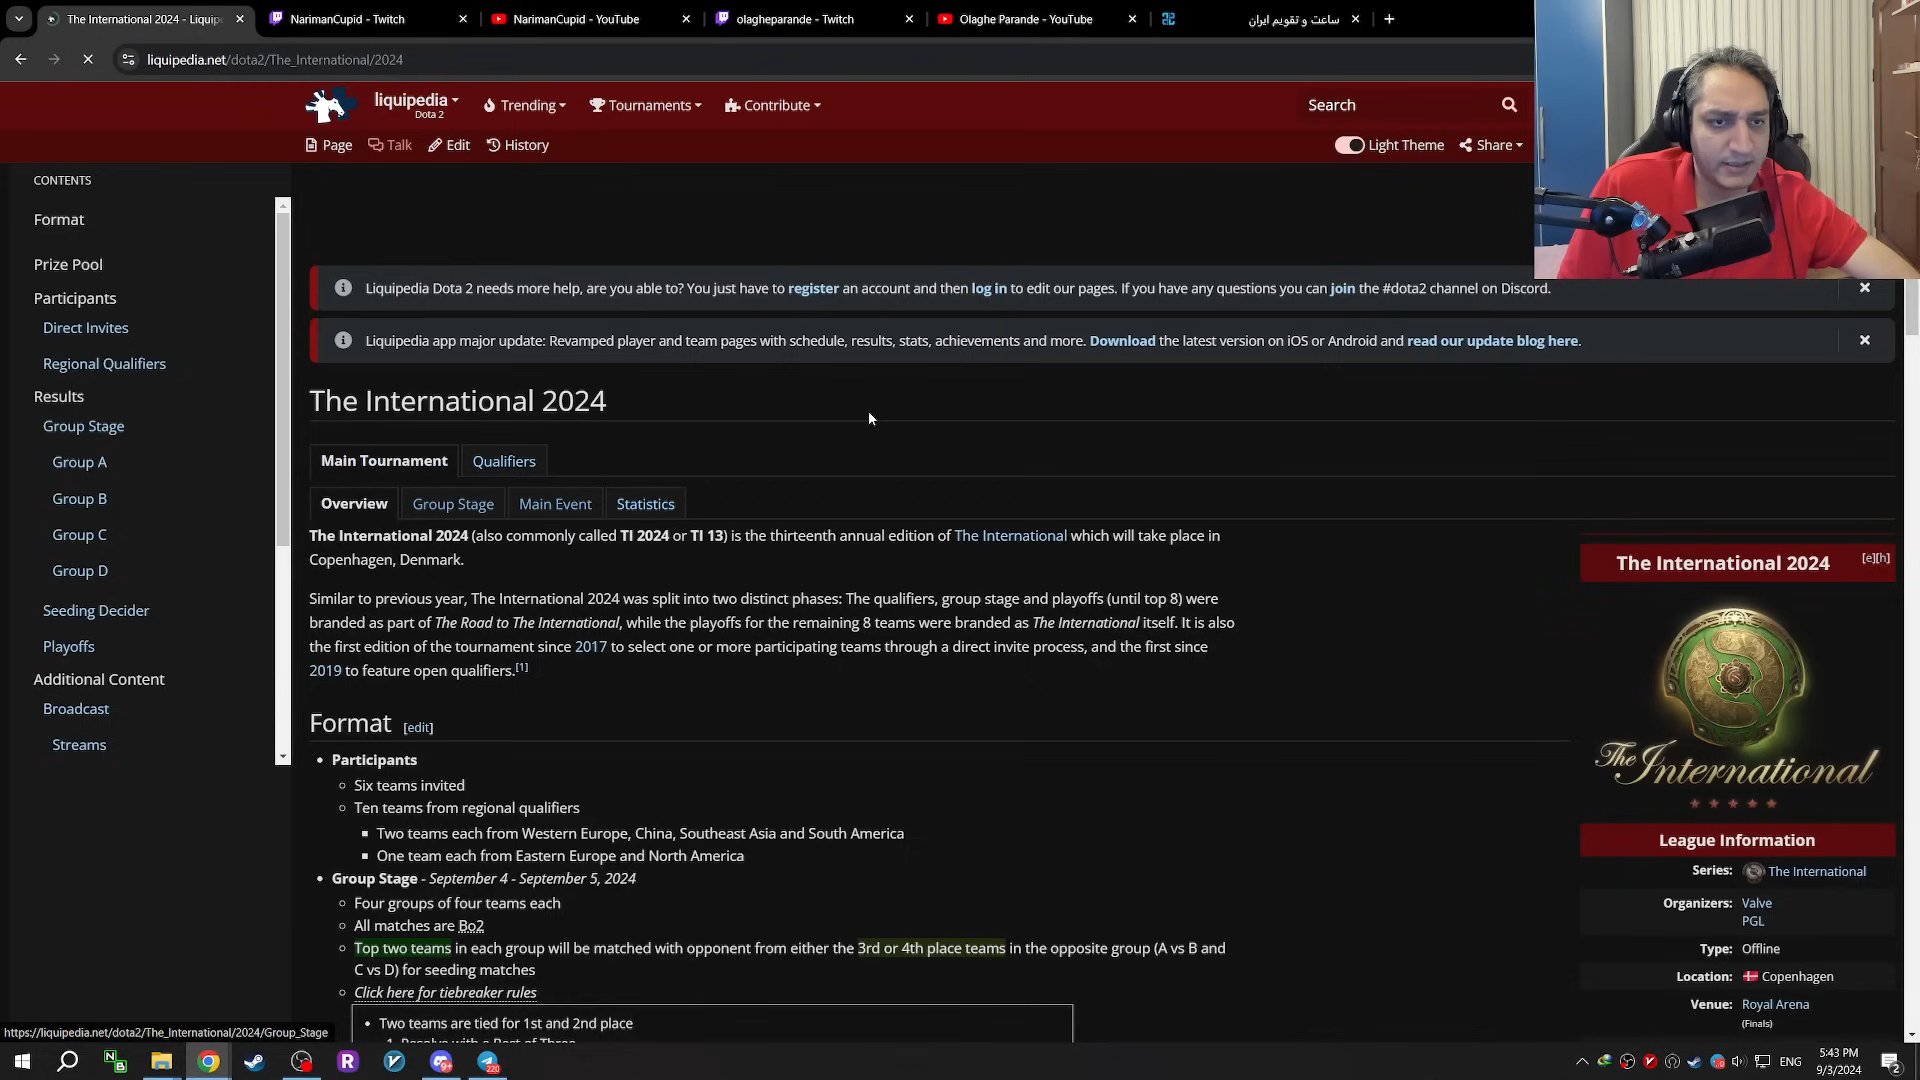 The International 2024 - Liquipe
NarimanCupid - Twitch
NarimanCupid - YouTube
olagheparande - Twitch
Olaghe Parande - YouTube
ساعت و تقویم ایران
liquipedia.net/dota2/The_International/2024
liquipedia
Dota 2
Trending
Tournaments
Contribute
Search
Page
Talk
Edit
History
Light Theme
Share
CONTENTS
Format
Prize Pool
Participants
Direct Invites
Regional Qualifiers
Results
Group Stage
Group A
Group B
Group C
Group D
Seeding Decider
Playoffs
Additional Content
Broadcast
Streams
Liquipedia Dota 2 needs more help, are you able to? You just have to register an account and then log in to edit our pages. If you have any questions you can join the #dota2 channel on Discord.
Liquipedia app major update: Revamped player and team pages with schedule, results, stats, achievements and more. Download the latest version on iOS or Android and read our update blog here.
The International 2024
Main Tournament
Qualifiers
Overview
Group Stage
Main Event
Statistics
The International 2024 (also commonly called TI 2024 or TI 13) is the thirteenth annual edition of The International which will take place in
Copenhagen, Denmark.
Similar to previous year, The International 2024 was split into two distinct phases: The qualifiers, group stage and playoffs (until top 8) were
branded as part of The Road to The International, while the playoffs for the remaining 8 teams were branded as The International itself. It is also
the first edition of the tournament since 2017 to select one or more participating teams through a direct invite process, and the first since
2019 to feature open qualifiers.[1]
Format [edit]
Participants
Six teams invited
Ten teams from regional qualifiers
Two teams each from Western Europe, China, Southeast Asia and South America
One team each from Eastern Europe and North America
Group Stage - September 4 - September 5, 2024
Four groups of four teams each
All matches are Bo2
Top two teams in each group will be matched with opponent from either the 3rd or 4th place teams in the opposite group (A vs B and
C vs D) for seeding matches
Click here for tiebreaker rules
Two teams are tied for 1st and 2nd place
1. Resolve with a Best of Three
The International 2024
[e][h]
The International
League Information
Series: The International
Organizers: Valve
PGL
Type: Offline
Location: Copenhagen
Venue: Royal Arena
(Finals)
https://liquipedia.net/dota2/The_International/2024/Group_Stage
9+
220
ENG
5:43 PM
9/3/2024
2